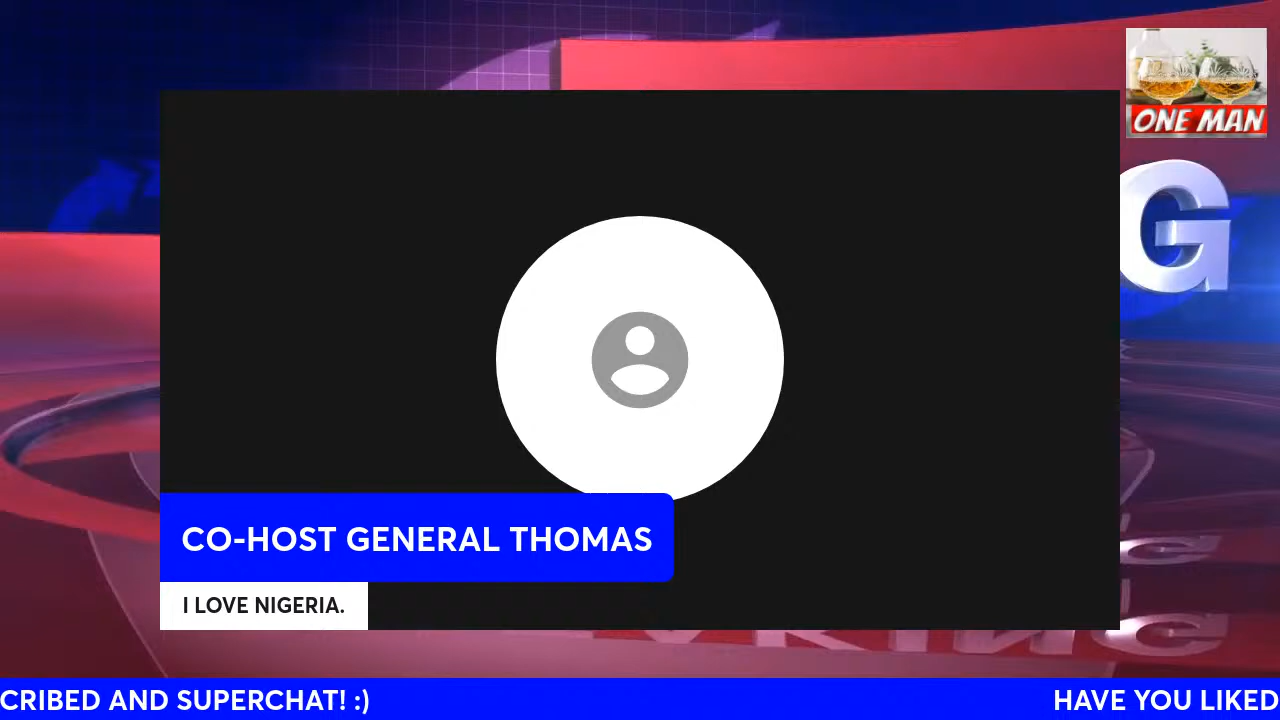 ONE MAN
G
CO-HOST GENERAL THOMAS
I LOVE NIGERIA.
CRIBED AND SUPERCHAT! :)
HAVE YOU LIKED